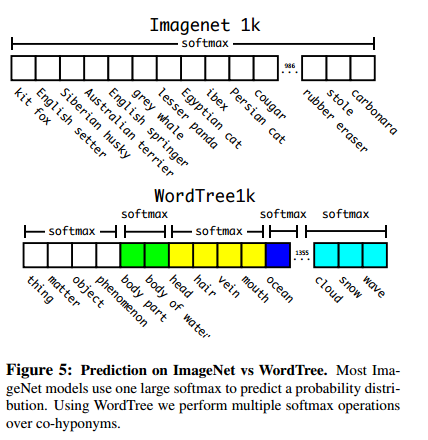 Imagenet 1k
softmax
986
...
kit fox
English setter
Siberian husky
Australian terrier
English springer
grey whale
lesser panda
Egyptian cat
ibex
Persian cat
cougar
rubber eraser
stole
carbonara
WordTree1k
softmax softmax softmax softmax softmax
1355
...
thing
matter
object
phenomenon
body part
body of water
head
hair
vein
mouth
ocean
cloud
snow
wave
Figure 5: Prediction on ImageNet vs WordTree. Most Ima-
geNet models use one large softmax to predict a probability distri-
bution. Using WordTree we perform multiple softmax operations
over co-hyponyms.